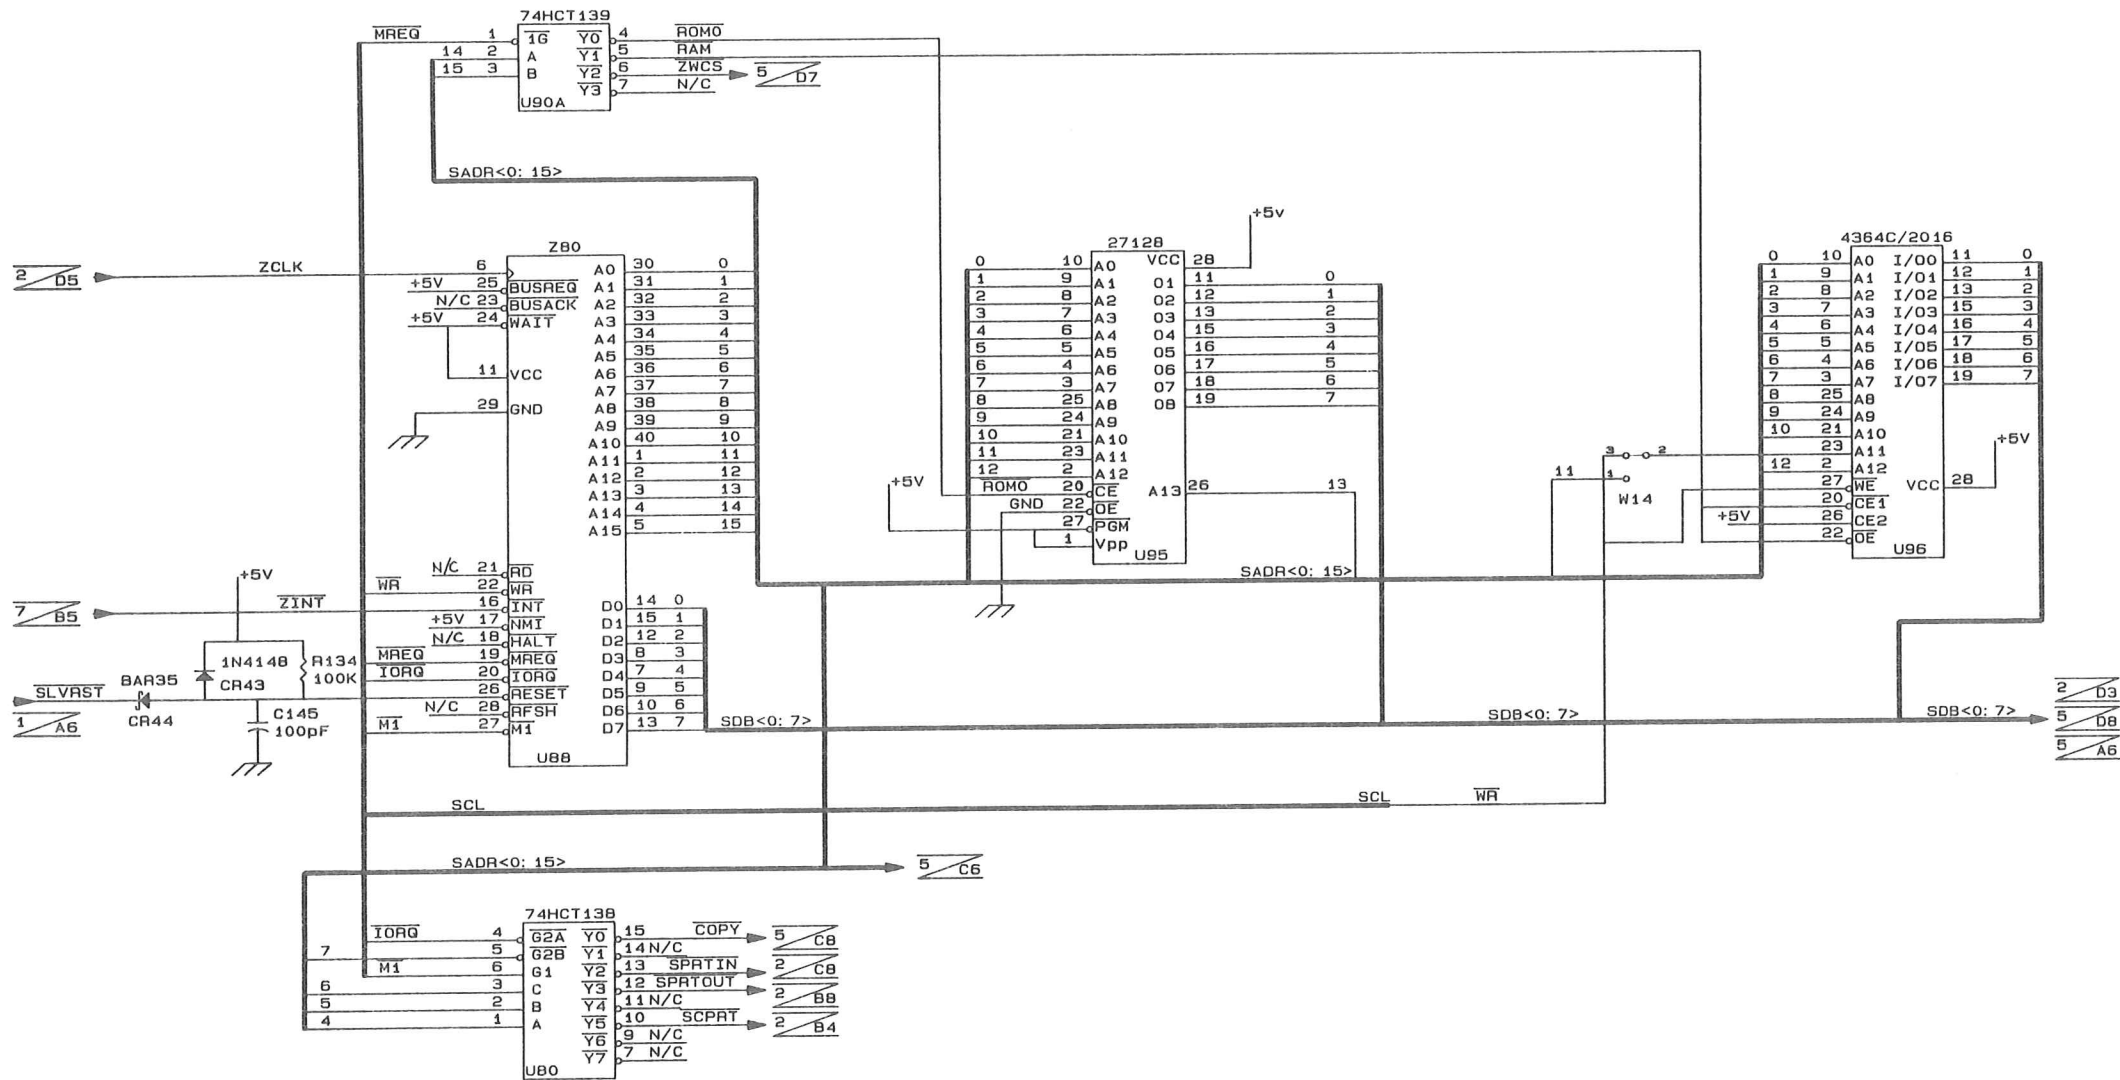 74HCT139
MREQ 1 1G Y0 4 ROM0
14 2 A Y1 5 RAM
15 3 B Y2 6 ZWCS 5 D7
Y3 7 N/C
U90A
SADR<0: 15>
Z80
2 D5 ZCLK 6
+5V 25 BUSREQ
N/C 23 BUSACK
+5V 24 WAIT
11 VCC
29 GND
A0 30 0
A1 31 1
A2 32 2
A3 33 3
A4 34 4
A5 35 5
A6 36 6
A7 37 7
A8 38 8
A9 39 9
A10 40 10
A11 1 11
A12 2 12
A13 3 13
A14 4 14
A15 5 15
N/C 21 RD
WR 22 WR
7 B5 ZINT 16 INT
+5V 17 NMI
N/C 18 HALT
MREQ 19 MREQ
IORQ 20 IORQ
26 RESET
N/C 28 RFSH
M1 27 M1
D0 14 0
D1 15 1
D2 12 2
D3 8 3
D4 7 4
D5 9 5
D6 10 6
D7 13 7
U88
+5V
1N4148
CR43
R134
100K
SLVRST
1 A6
BAR35
CR44
C145
100pF
27128
+5v
VCC 28
0 10 A0
1 9 A1
2 8 A2
3 7 A3
4 6 A4
5 5 A5
6 4 A6
7 3 A7
8 25 A8
9 24 A9
10 21 A10
11 23 A11
12 2 A12
ROM0 20 CE
GND 22 OE
27 PGM
1 Vpp
+5V
O1 11 0
O2 12 1
O3 13 2
O4 15 3
O5 16 4
O6 17 5
O7 18 6
O8 19 7
A13 26 13
U95
SADR<0: 15>
4364C/2016
0 10 A0 I/O0 11 0
1 9 A1 I/O1 12 1
2 8 A2 I/O2 13 2
3 7 A3 I/O3 15 3
4 6 A4 I/O4 16 4
5 5 A5 I/O5 17 5
6 4 A6 I/O6 18 6
7 3 A7 I/O7 19 7
8 25 A8
9 24 A9
10 21 A10
23 A11
12 2 A12
27 WE
20 CE1
+5V 26 CE2
22 OE
VCC 28
+5V
U96
3 2
11 1
W14
SDB<0: 7>
SDB<0: 7>
2 D3
5 D8
5 A6
SCL
SCL
WR
SADR<0: 15>
5 C6
74HCT138
IORQ 4 G2A Y0 15 COPY 5 C8
7 5 G2B Y1 14 N/C
M1 6 G1 Y2 13 SPRTIN 2 C8
6 3 C Y3 12 SPRTOUT 2 B8
5 2 B Y4 11 N/C
4 1 A Y5 10 SCPRT 2 B4
Y6 9 N/C
Y7 7 N/C
U80